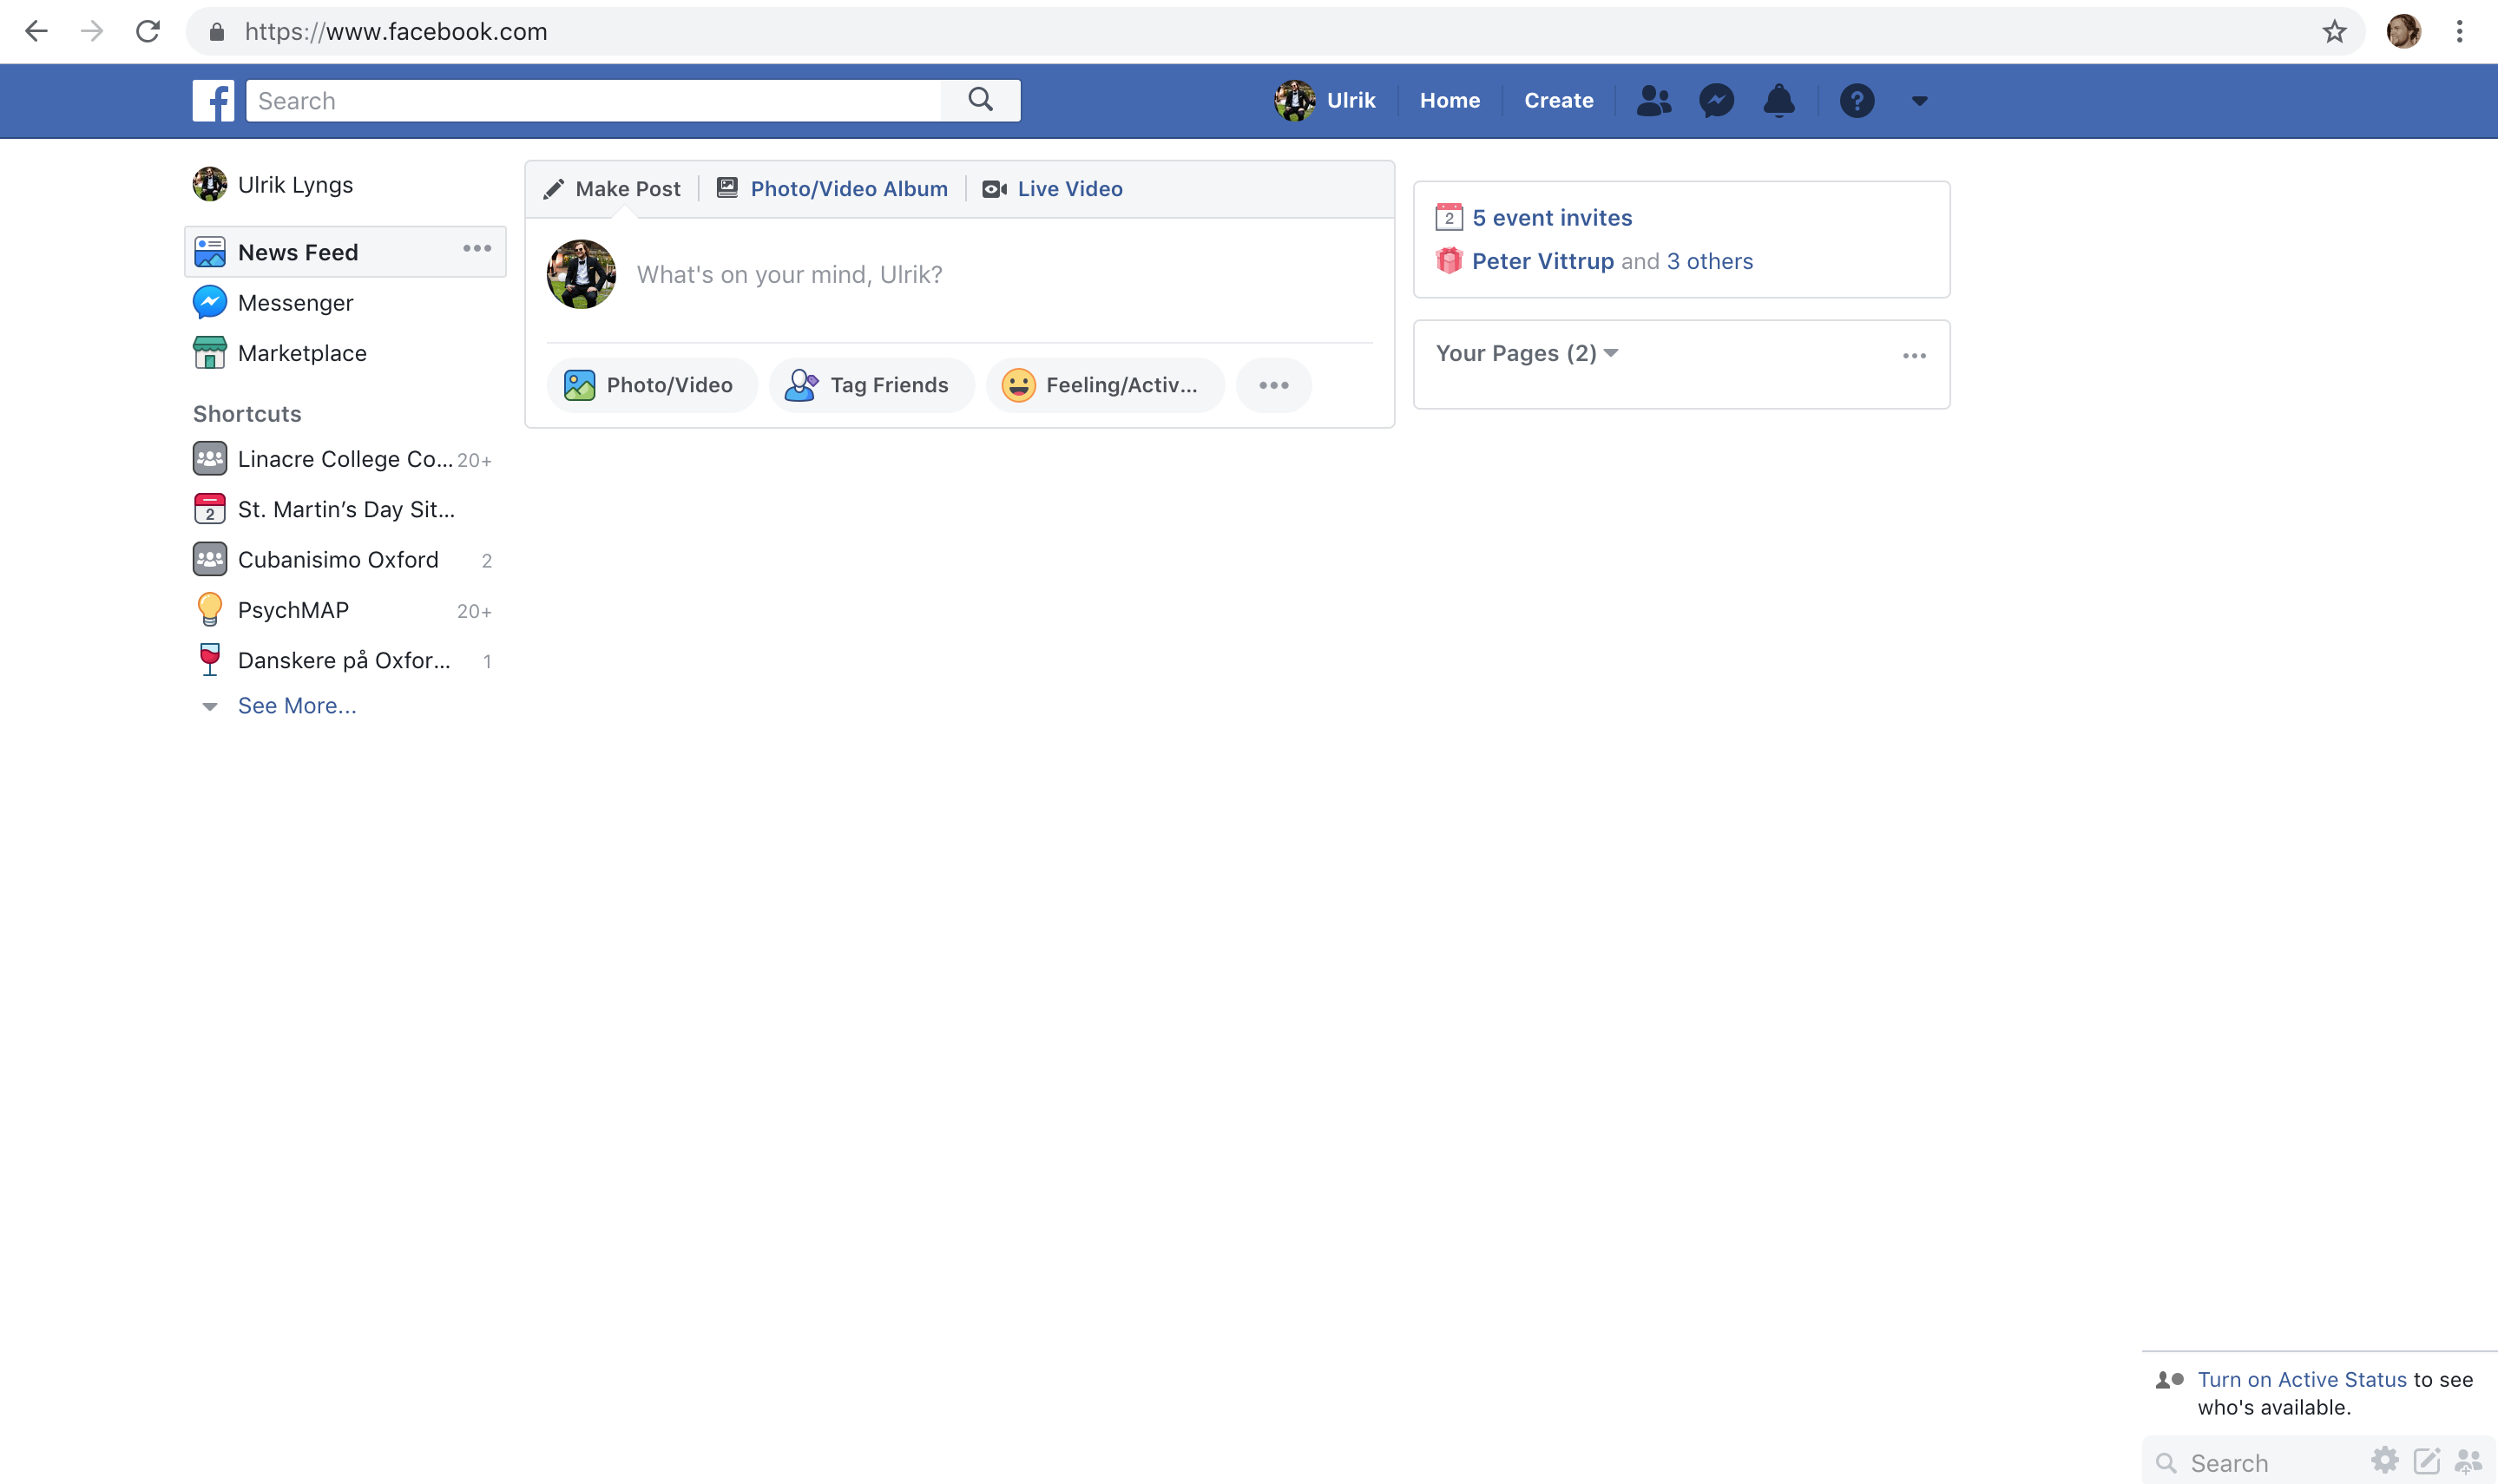 https://www.facebook.com
Search
Ulrik
Home
Create
Ulrik Lyngs
News Feed
Messenger
Marketplace
Shortcuts
Linacre College Co... 20+
2
St. Martin’s Day Sit...
Cubanisimo Oxford 2
PsychMAP 20+
Danskere på Oxfor... 1
See More...
Make Post
Photo/Video Album
Live Video
What's on your mind, Ulrik?
Photo/Video
Tag Friends
Feeling/Activ...
2
5 event invites
Peter Vittrup and 3 others
Your Pages (2)
Turn on Active Status to see
who's available.
Search